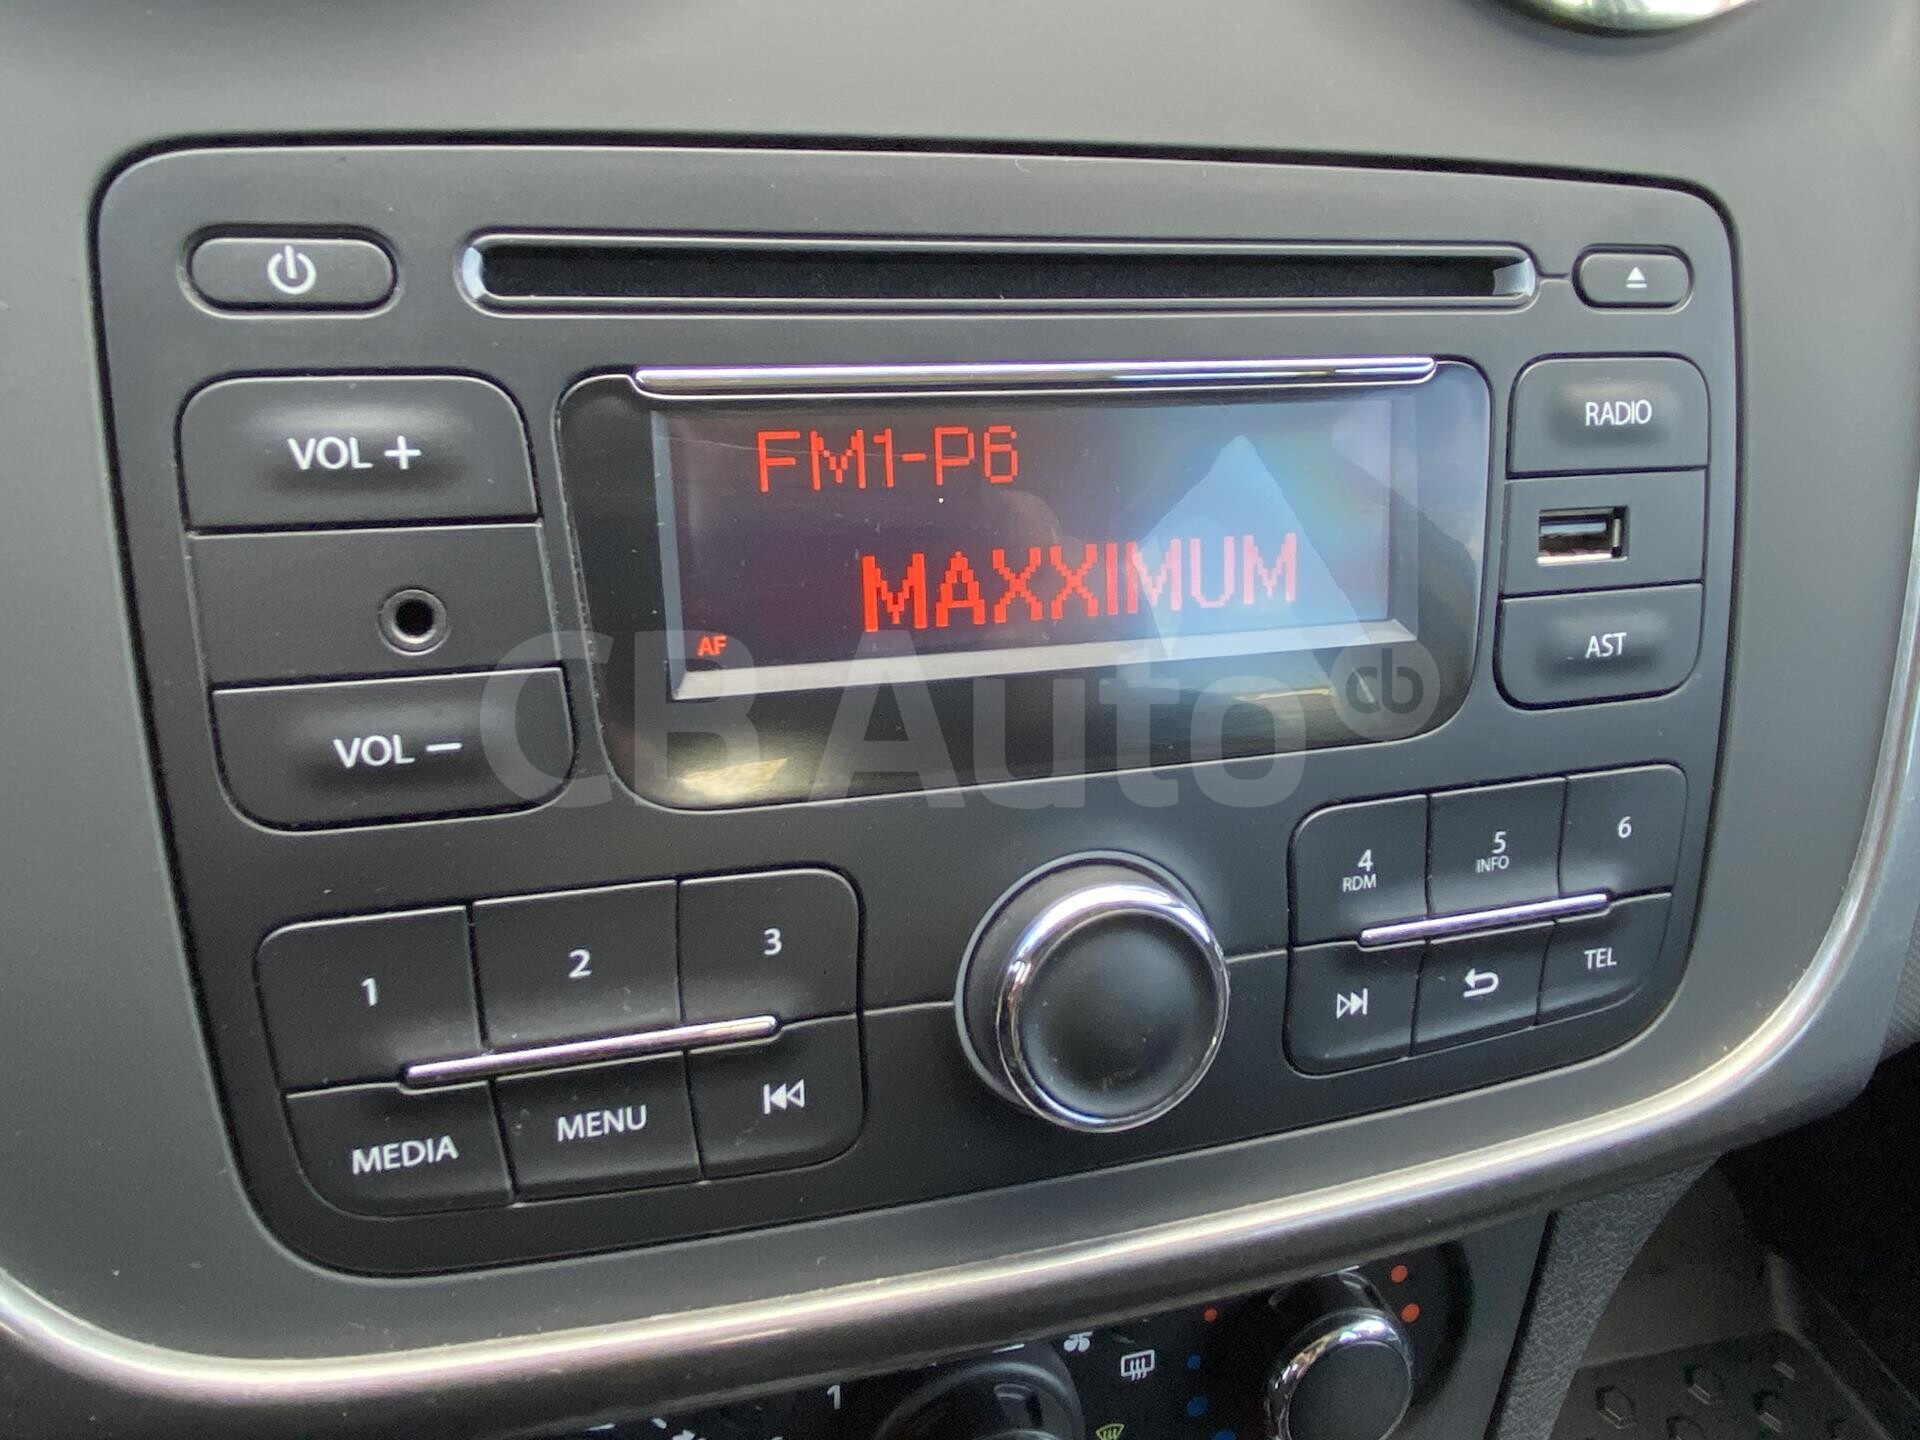 VOL +
FM1-P6
RADIO
MAXXIMUM
AF
AST
CB Auto cb
VOL −
4
RDM
5
INFO
6
1
2
3
TEL
MEDIA
MENU
1